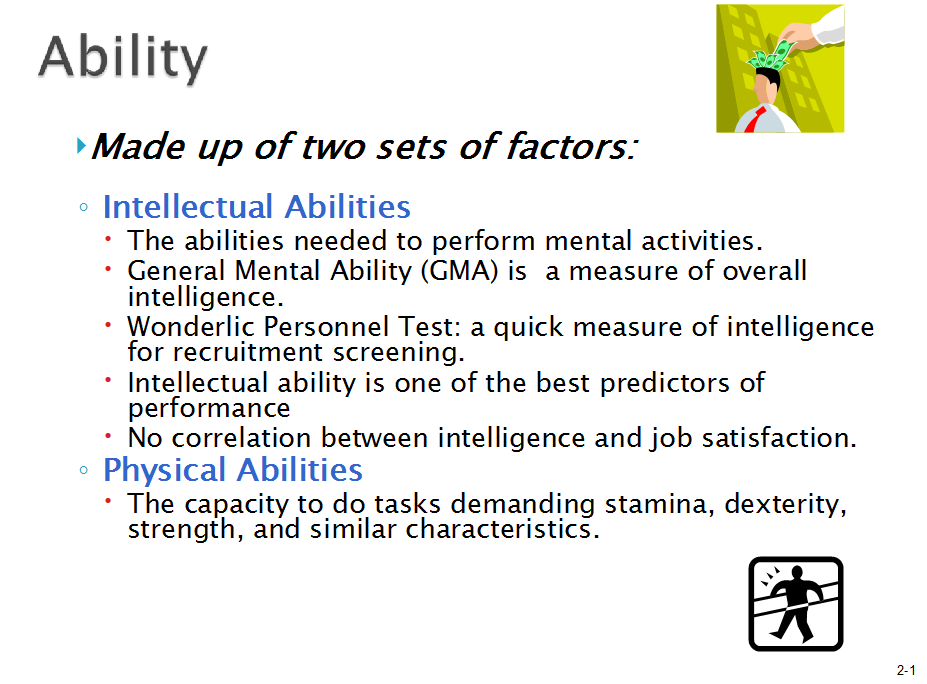 Ability
Made up of two sets of factors:
Intellectual Abilities
The abilities needed to perform mental activities.
General Mental Ability (GMA) is  a measure of overall
intelligence.
Wonderlic Personnel Test: a quick measure of intelligence
for recruitment screening.
Intellectual ability is one of the best predictors of
performance
No correlation between intelligence and job satisfaction.
Physical Abilities
The capacity to do tasks demanding stamina, dexterity,
strength, and similar characteristics.
2-1